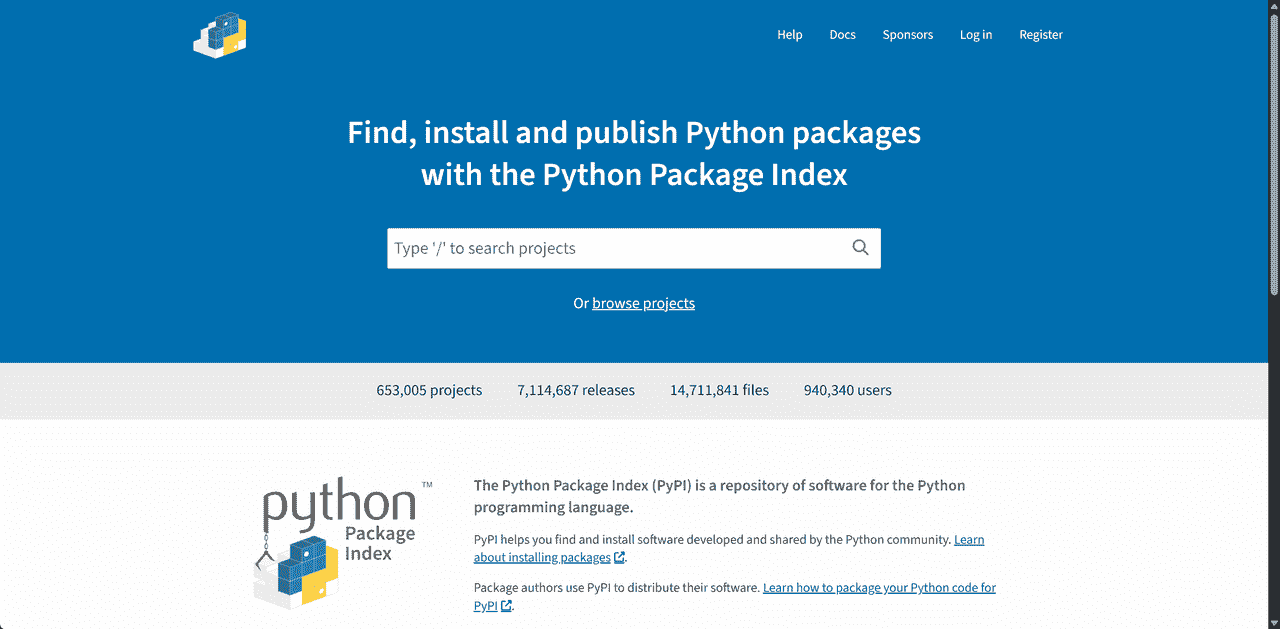 Help Docs Sponsors Log in Register
Find, install and publish Python packages
with the Python Package Index
Type '/' to search projects
Or browse projects
653,005 projects 7,114,687 releases 14,711,841 files 940,340 users
python™
Package
Index
The Python Package Index (PyPI) is a repository of software for the Python
programming language.
PyPI helps you find and install software developed and shared by the Python community. Learn
about installing packages.
Package authors use PyPI to distribute their software. Learn how to package your Python code for
PyPI.